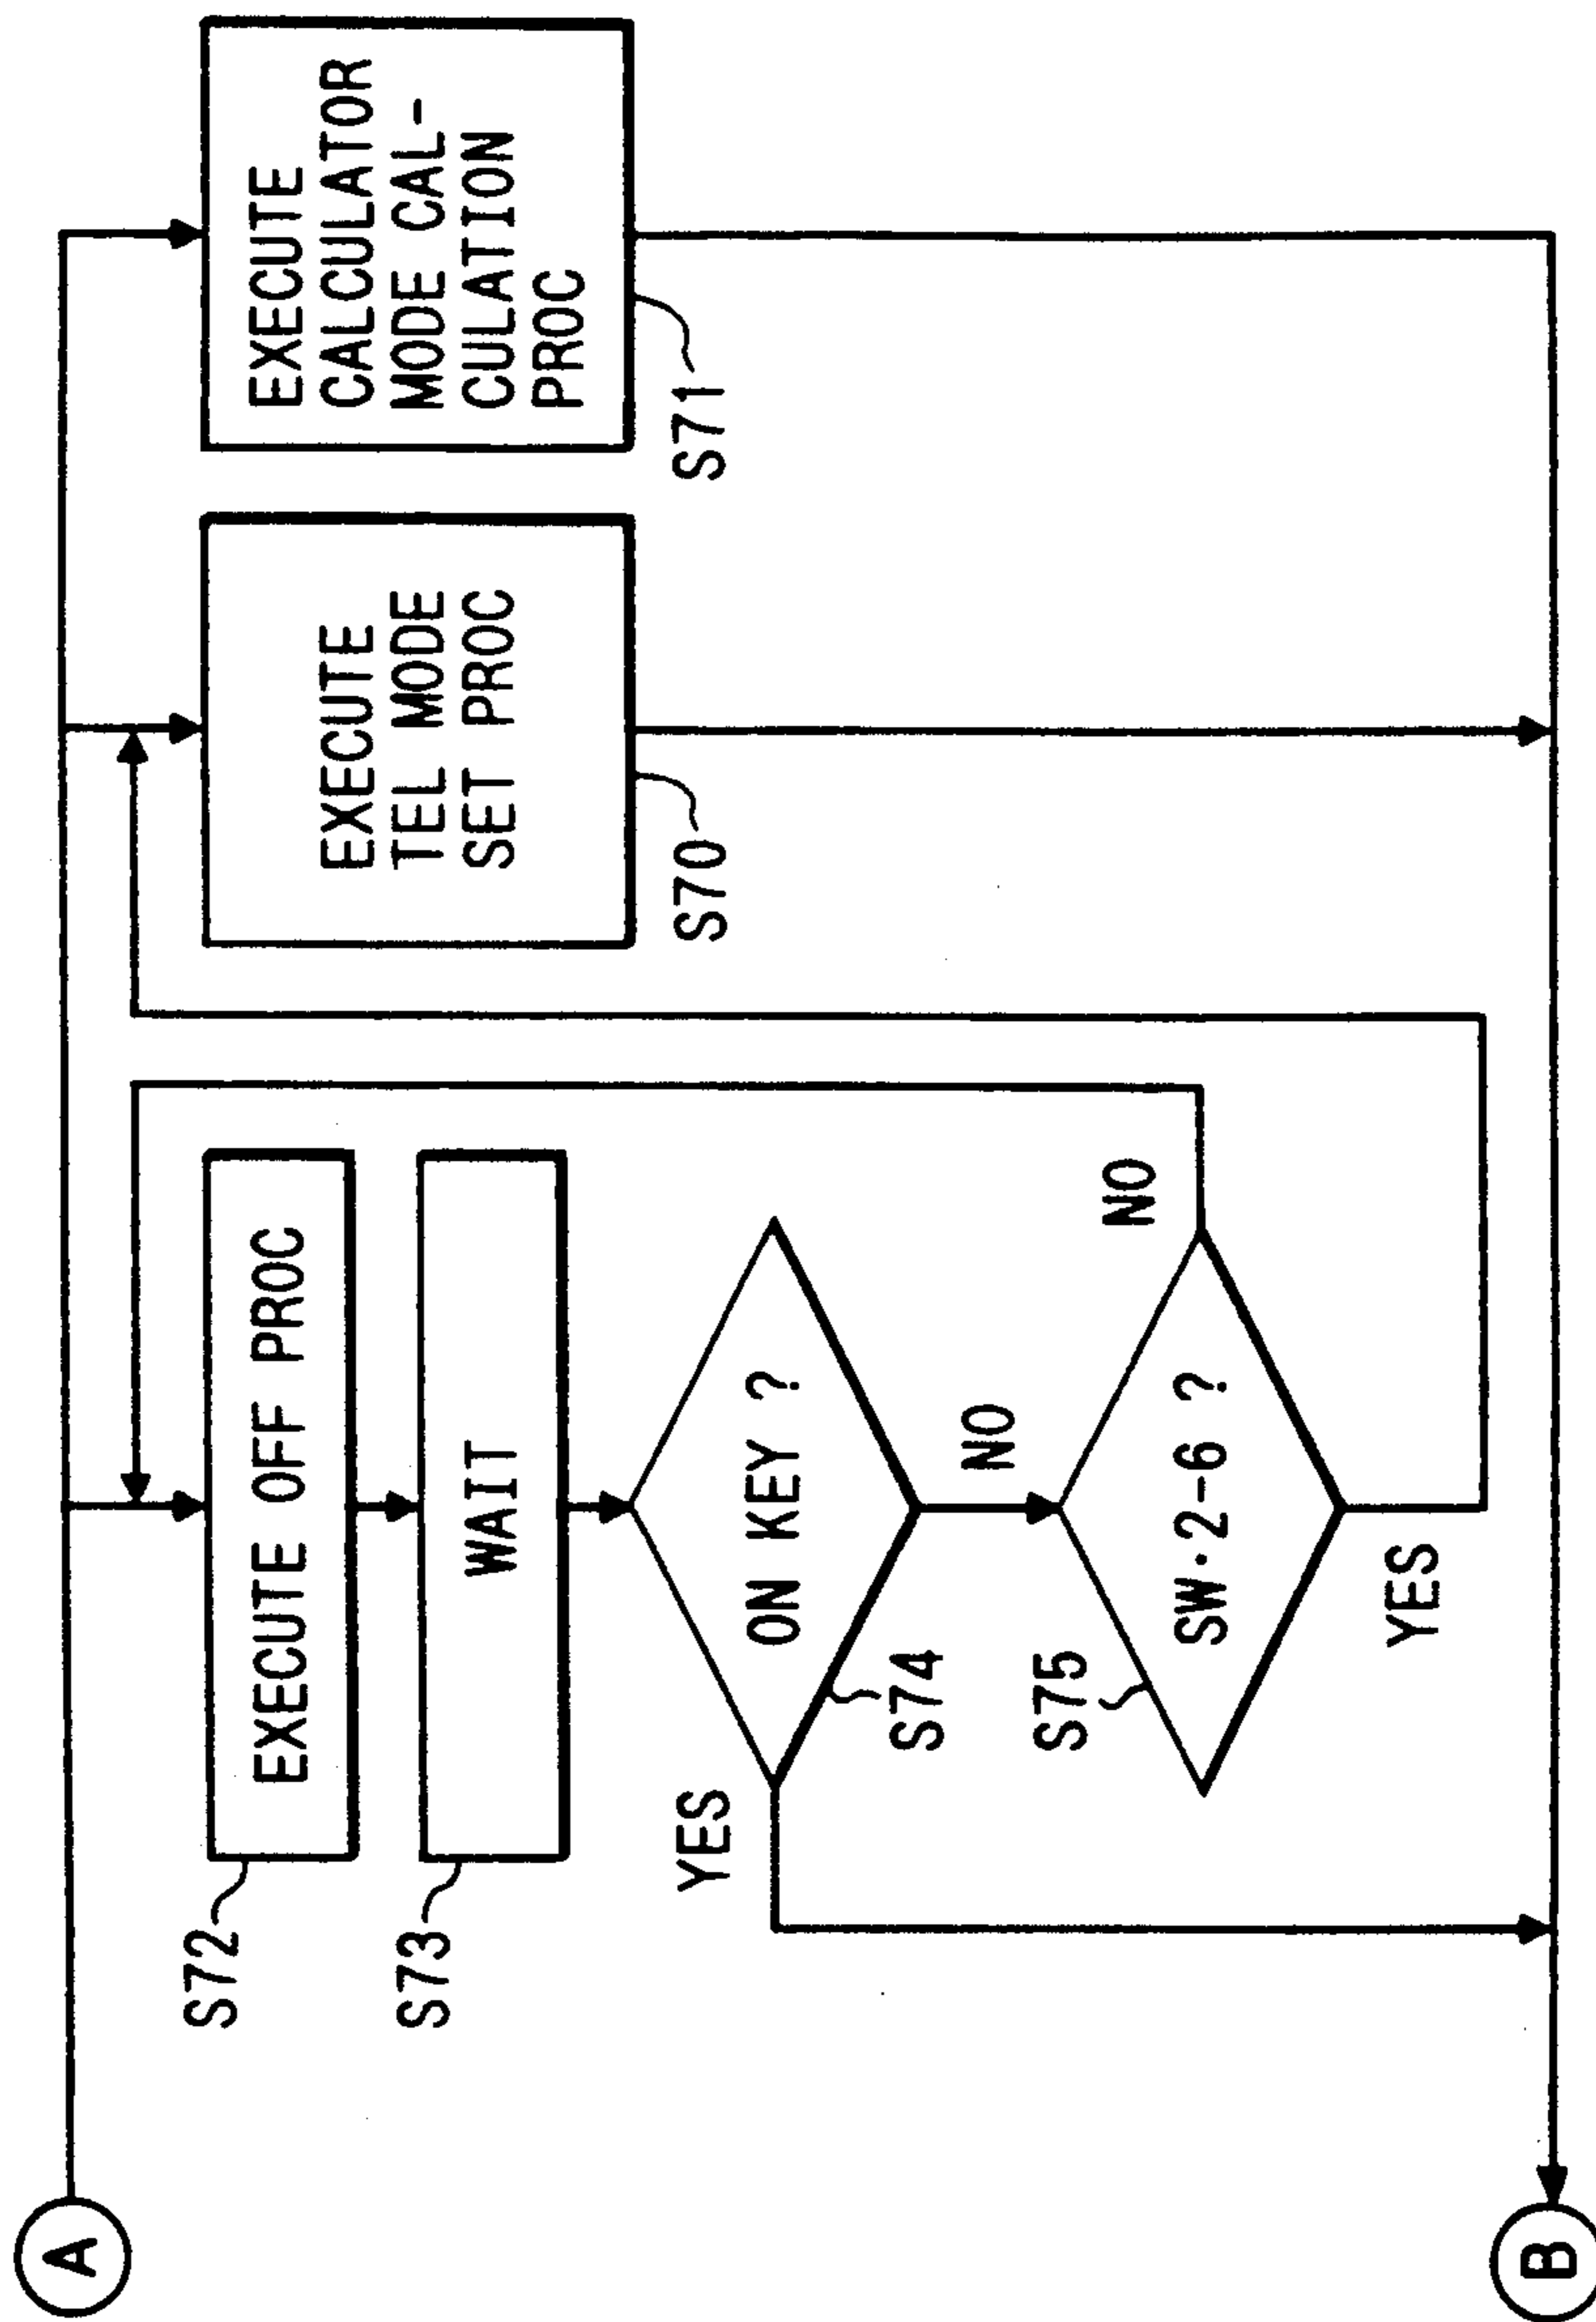 A
S72
EXECUTE OFF PROC
S73
WAIT
YES
ON KEY ?
S74
NO
S75
SW·2-6 ?
NO
YES
EXECUTE
TEL MODE
SET PROC
S70
EXECUTE
CALCULATOR
MODE CAL-
CULATION
PROC
S71
B